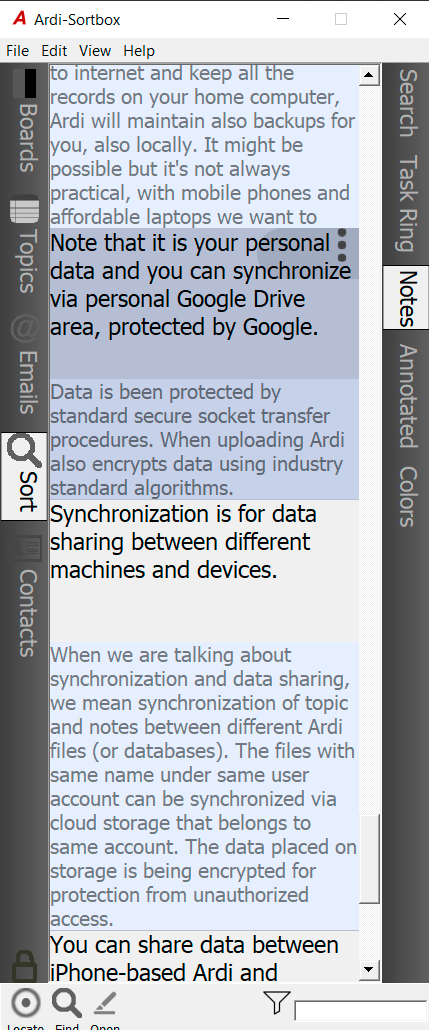 Ardi-Sortbox
File Edit View Help
Boards
Topics
Emails
Sort
Contacts
to internet and keep all the
records on your home computer,
Ardi will maintain also backups for
you, also locally. It might be
possible but it's not always
practical, with mobile phones and
affordable laptops we want to
Note that it is your personal
data and you can synchronize
via personal Google Drive
area, protected by Google.
Data is been protected by
standard secure socket transfer
procedures. When uploading Ardi
also encrypts data using industry
standard algorithms.
Synchronization is for data
sharing between different
machines and devices.
When we are talking about
synchronization and data sharing,
we mean synchronization of topic
and notes between different Ardi
files (or databases). The files with
same name under same user
account can be synchronized via
cloud storage that belongs to
same account. The data placed on
storage is being encrypted for
protection from unauthorized
access.
You can share data between
iPhone-based Ardi and
Search
Task Ring
Notes
Annotated
Colors
Locate Find Open